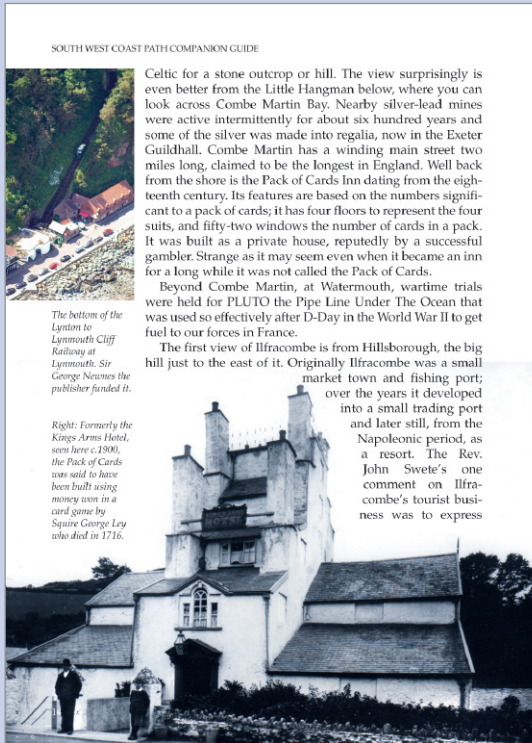 SOUTH WEST COAST PATH COMPANION GUIDE
Celtic for a stone outcrop or hill. The view surprisingly is
even better from the Little Hangman below, where you can
look across Combe Martin Bay. Nearby silver-lead mines
were active intermittently for about six hundred years and
some of the silver was made into regalia, now in the Exeter
Guildhall. Combe Martin has a winding main street two
miles long, claimed to be the longest in England. Well back
from the shore is the Pack of Cards Inn dating from the eigh-
teenth century. Its features are based on the numbers signifi-
cant to a pack of cards; it has four floors to represent the four
suits, and fifty-two windows the number of cards in a pack.
It was built as a private house, reputedly by a successful
gambler. Strange as it may seem even when it became an inn
for a long while it was not called the Pack of Cards.
Beyond Combe Martin, at Watermouth, wartime trials
were held for PLUTO the Pipe Line Under The Ocean that
was used so effectively after D-Day in the World War II to get
fuel to our forces in France.
The first view of Ilfracombe is from Hillsborough, the big
hill just to the east of it. Originally Ilfracombe was a small
market town and fishing port;
over the years it developed
into a small trading port
and later still, from the
Napoleonic period, as
a resort. The Rev.
John Swete's one
comment on Ilfra-
combe's tourist busi-
ness was to express
The bottom of the
Lynton to
Lynmouth Cliff
Railway at
Lynmouth. Sir
George Newnes the
publisher funded it.
Right: Formerly the
Kings Arms Hotel,
seen here c.1900,
the Pack of Cards
was said to have
been built using
money won in a
card game by
Squire George Ley
who died in 1716.